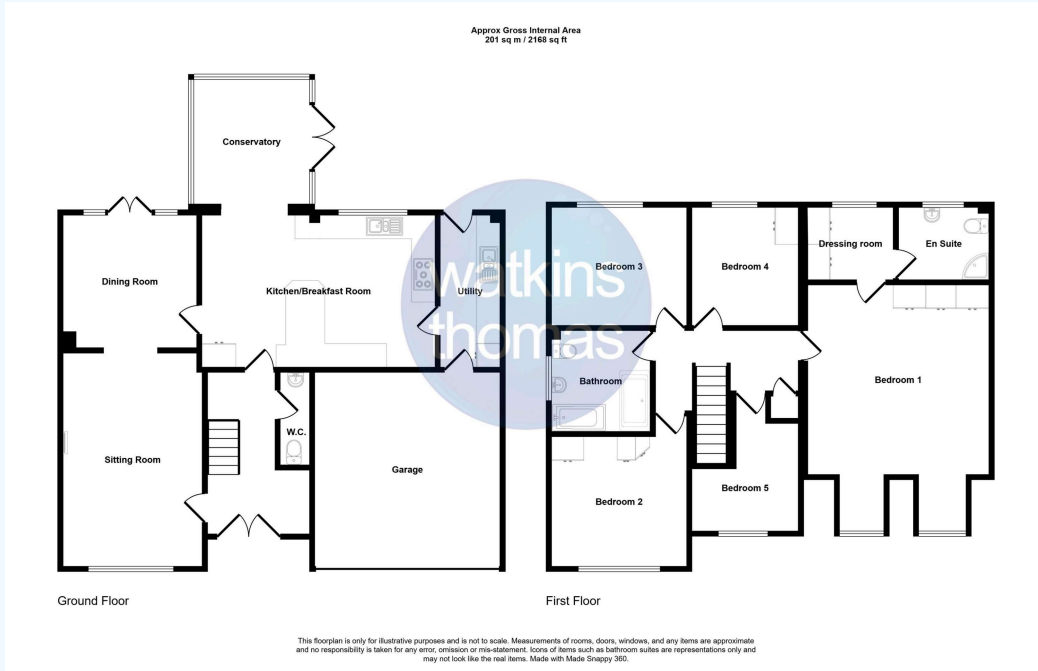 Approx Gross Internal Area
201 sq m / 2168 sq ft
Conservatory
Dining Room
Kitchen/Breakfast Room
Utility
Sitting Room
W.C.
Garage
Ground Floor
Bedroom 3
Bedroom 4
Dressing room
En Suite
Bathroom
Bedroom 1
Bedroom 2
Bedroom 5
First Floor
watkins
thomas
This floorplan is only for illustrative purposes and is not to scale. Measurements of rooms, doors, windows, and any items are approximate
and no responsibility is taken for any error, omission or mis-statement. Icons of items such as bathroom suites are representations only and
may not look like the real items. Made with Made Snappy 360.